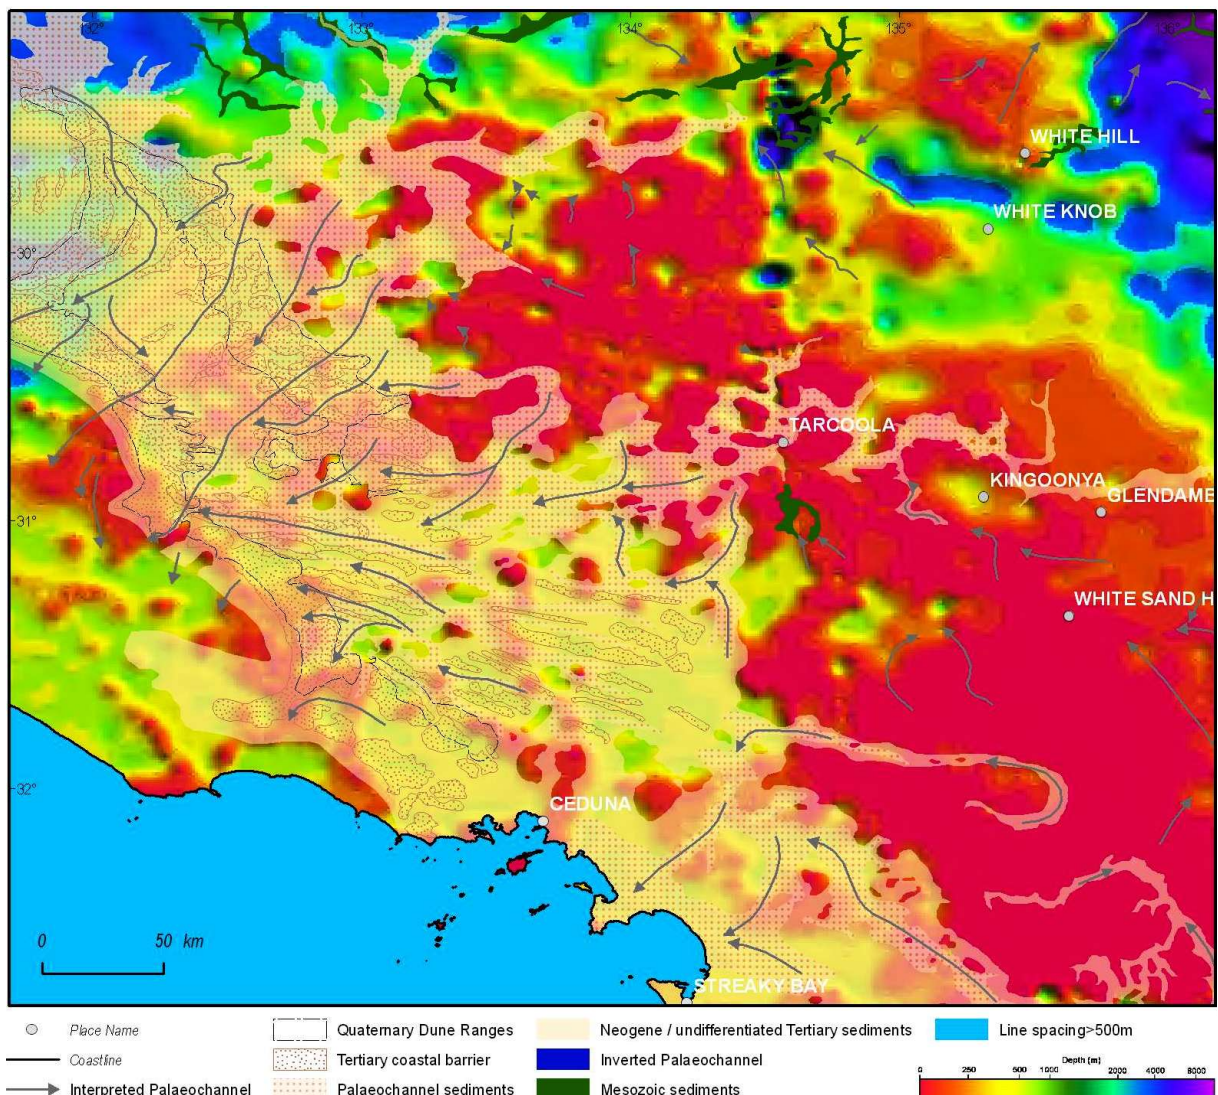 132° 133° 134° 135° 136°
WHITE HILL
WHITE KNOB
30°
TARCOOLA
KINGOONYA
GLENDAME
31°
WHITE SAND H
32°
CEDUNA
0 50 km
STREAKY BAY
Place Name
Quaternary Dune Ranges
Neogene / undifferentiated Tertiary sediments
Line spacing>500m
Coastline
Tertiary coastal barrier
Inverted Palaeochannel
Depth (m)
Interpreted Palaeochannel
Palaeochannel sediments
Mesozoic sediments
0 250 500 1000 2000 4000 8000